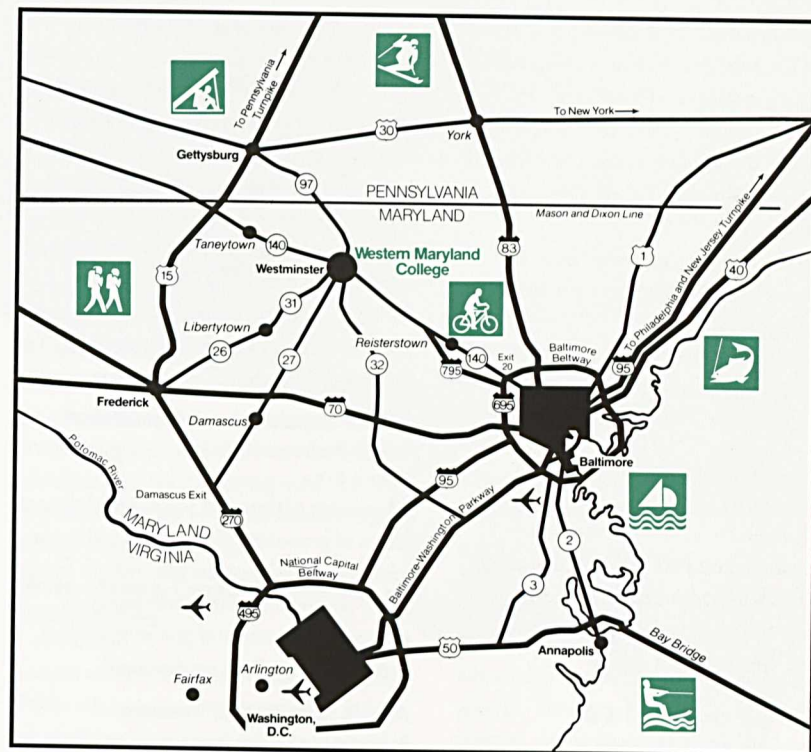 To Pennsylvania
Turnpike
To New York
30
York
Gettysburg
97
PENNSYLVANIA
MARYLAND
Mason and Dixon Line
Taneytown
140
Western Maryland
College
Westminster
83
1
To Philadelphia and New Jersey Turnpike
40
15
31
Libertytown
Reisterstown
26
27
32
140
795
Exit
20
Baltimore
Beltway
95
Frederick
695
70
Damascus
Baltimore
Potomac River
95
Damascus Exit
270
MARYLAND
VIRGINIA
Baltimore-Washington Parkway
2
National Capital
Beltway
3
495
50
Annapolis
Bay Bridge
Fairfax
Arlington
Washington,
D.C.